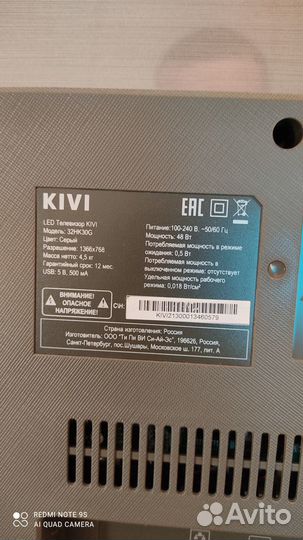 KIVI
EAC
LED Телевизор KIVI
Модель: 32HK30G
Цвет: Серый
Разрешение: 1366x768
Масса нетто: 4,5 кг
Гарантийный срок: 12 мес.
USB: 5 В, 500 мА
Питание: 100-240 В, ~50/60 Гц
Мощность: 48 Вт
Потребляемая мощность в режиме
ожидания: 0,5 Вт
Потребляемая мощность в
выключенном режиме: отсутствует
Удельная мощность рабочего
режима: 0,018 Вт/см²
ВНИМАНИЕ!
ОПАСНОЕ
НАПРЯЖЕНИЕ!
С\Н:
KIVI21300013460579
Страна изготовления: Россия
Изготовитель: ООО "Ти Пи ВИ Си-Ай-Эс", 196626, Россия,
Санкт-Петербург, пос.Шушары, Московское ш. 177, лит. А
REDMI NOTE 9S
AI QUAD CAMERA
Avito